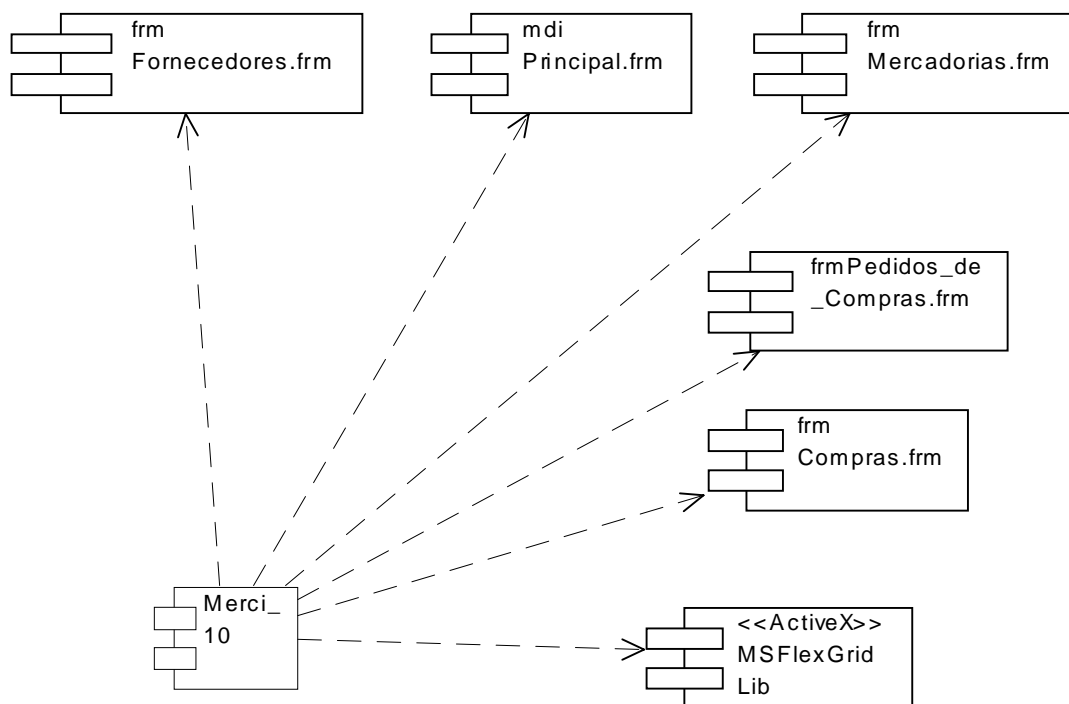 frm
Fornecedores.frm
mdi
Principal.frm
frm
Mercadorias.frm
frmPedidos_de
_Compras.frm
frm
Compras.frm
Merci_
10
<<ActiveX>>
MSFlexGrid
Lib